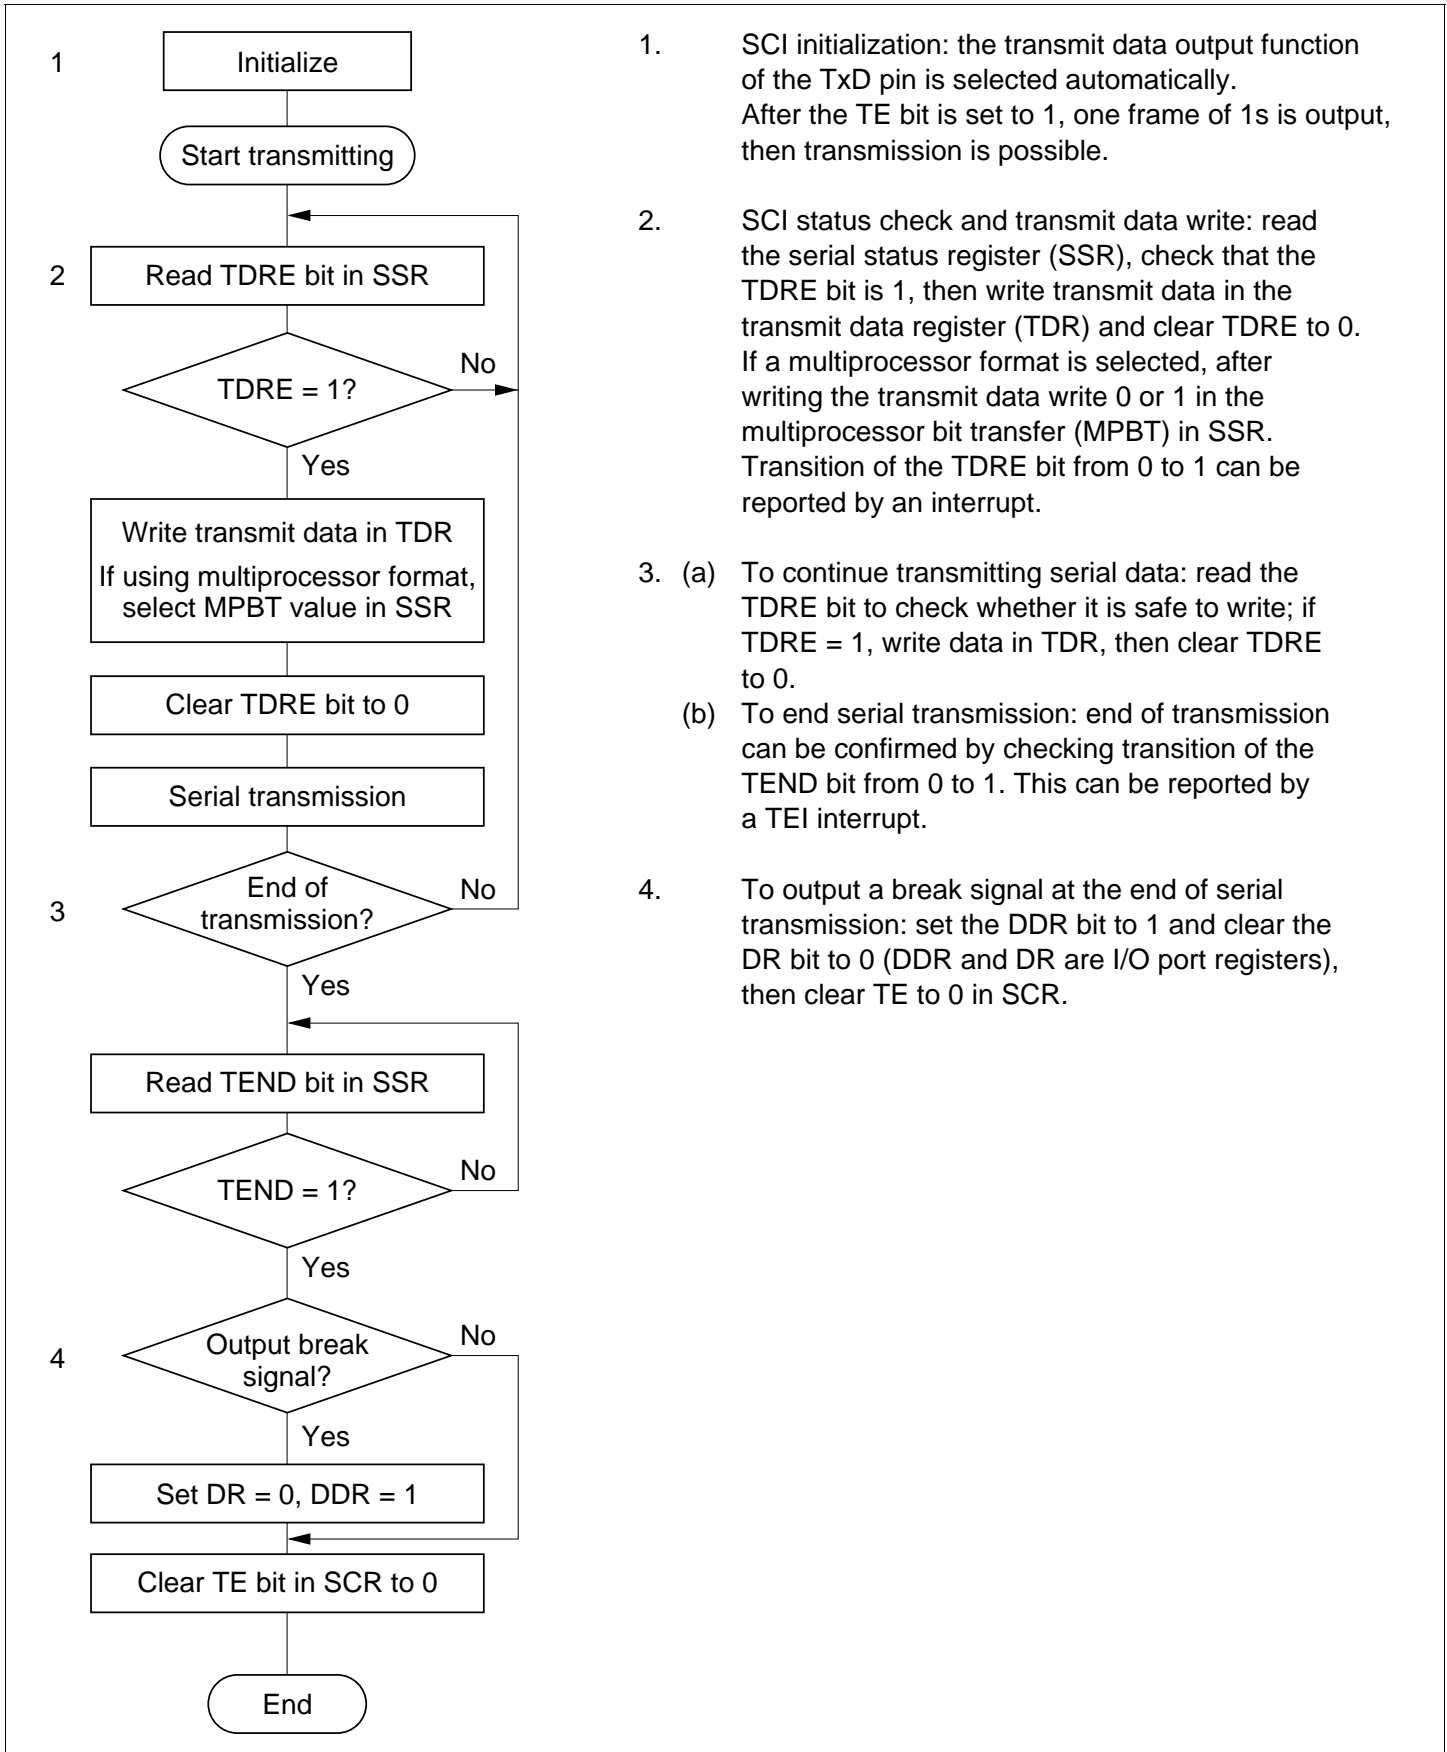 1
Initialize
Start transmitting
2
Read TDRE bit in SSR
TDRE = 1?
No
Yes
Write transmit data in TDR
If using multiprocessor format,
select MPBT value in SSR
Clear TDRE bit to 0
Serial transmission
3
End of
transmission?
No
Yes
Read TEND bit in SSR
TEND = 1?
No
Yes
4
Output break
signal?
No
Yes
Set DR = 0, DDR = 1
Clear TE bit in SCR to 0
End
1. SCI initialization: the transmit data output function
of the TxD pin is selected automatically.
After the TE bit is set to 1, one frame of 1s is output,
then transmission is possible.
2. SCI status check and transmit data write: read
the serial status register (SSR), check that the
TDRE bit is 1, then write transmit data in the
transmit data register (TDR) and clear TDRE to 0.
If a multiprocessor format is selected, after
writing the transmit data write 0 or 1 in the
multiprocessor bit transfer (MPBT) in SSR.
Transition of the TDRE bit from 0 to 1 can be
reported by an interrupt.
3. (a) To continue transmitting serial data: read the
TDRE bit to check whether it is safe to write; if
TDRE = 1, write data in TDR, then clear TDRE
to 0.
(b) To end serial transmission: end of transmission
can be confirmed by checking transition of the
TEND bit from 0 to 1. This can be reported by
a TEI interrupt.
4. To output a break signal at the end of serial
transmission: set the DDR bit to 1 and clear the
DR bit to 0 (DDR and DR are I/O port registers),
then clear TE to 0 in SCR.